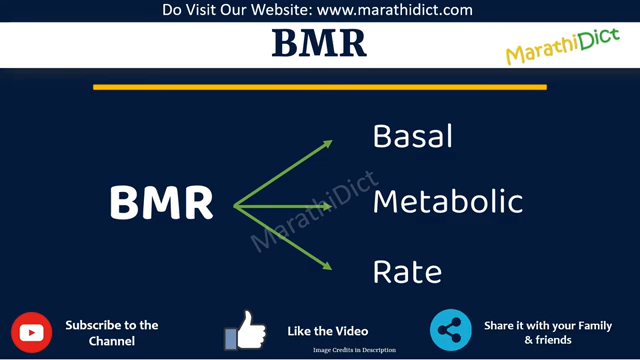 Do Visit Our Website: www.marathidict.com
BMR
MarathiDict
BMR
Basal
Metabolic
Rate
MarathiDict
Subscribe to the
Channel
Like the Video
Share it with your Family
& friends
Image Credits in Description